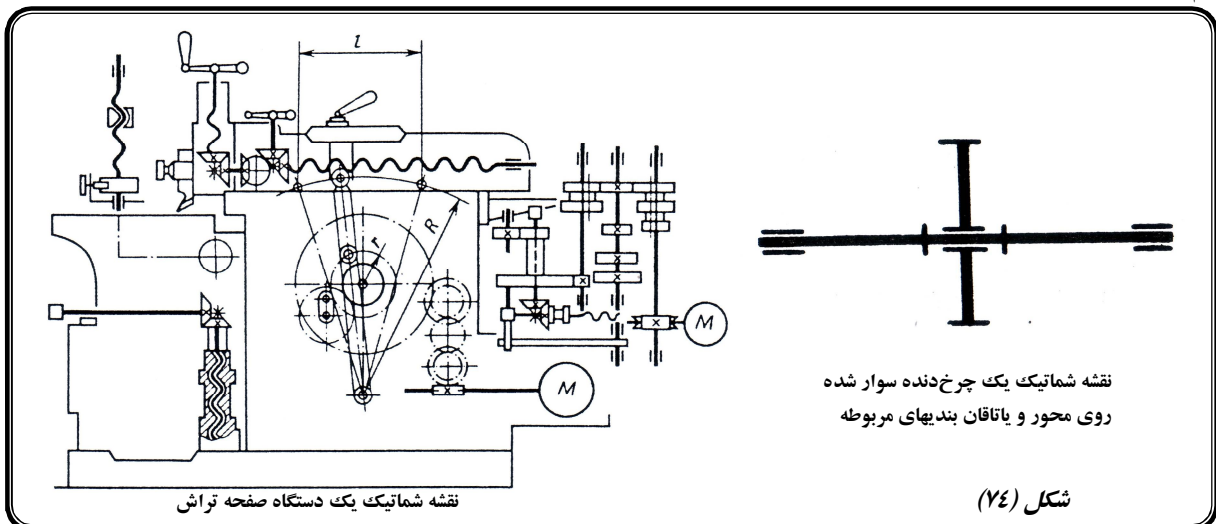 l
R
r
M
M
نقشه شماتیک یک چرخ‌دنده سوار شده
روی محور و یاتاقان بندیهای مربوطه
نقشه شماتیک یک دستگاه صفحه تراش
شکل (٧٤)